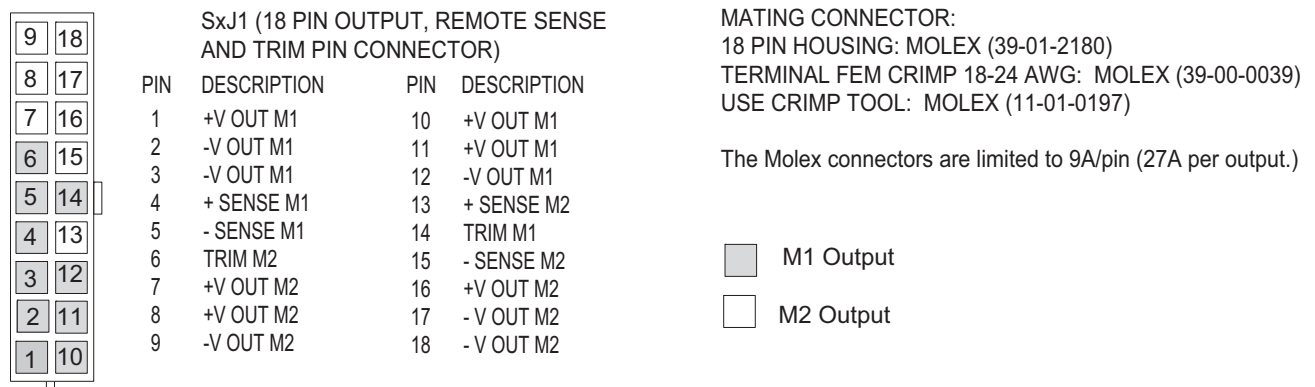 9 18
8 17
7 16
6 15
5 14
4 13
3 12
2 11
1 10
SxJ1 (18 PIN OUTPUT, REMOTE SENSE
AND TRIM PIN CONNECTOR)
PIN DESCRIPTION PIN DESCRIPTION
1 +V OUT M1 10 +V OUT M1
2 -V OUT M1 11 +V OUT M1
3 -V OUT M1 12 -V OUT M1
4 + SENSE M1 13 + SENSE M2
5 - SENSE M1 14 TRIM M1
6 TRIM M2 15 - SENSE M2
7 +V OUT M2 16 +V OUT M2
8 +V OUT M2 17 - V OUT M2
9 -V OUT M2 18 - V OUT M2
MATING CONNECTOR:
18 PIN HOUSING: MOLEX (39-01-2180)
TERMINAL FEM CRIMP 18-24 AWG: MOLEX (39-00-0039)
USE CRIMP TOOL: MOLEX (11-01-0197)
The Molex connectors are limited to 9A/pin (27A per output.)
M1 Output
M2 Output